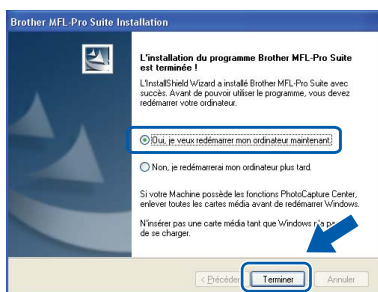 Brother MFL-Pro Suite Installation
L'installation du programme Brother MFL-Pro Suite
est terminée !
L'InstallShield Wizard a installé Brother MFL-Pro Suite avec
succès. Avant de pouvoir utiliser le programme, vous devez
redémarrer votre ordinateur.
Oui, je veux redémarrer mon ordinateur maintenant.
Non, je redémarrerai mon ordinateur plus tard.
Si votre Machine possède les fonctions PhotoCapture Center,
enlever toutes les cartes média avant de redémarrer Windows.
N'insérer pas une carte média tant que Windows n'a
de se charger.
< Précédent
Terminer
Annuler